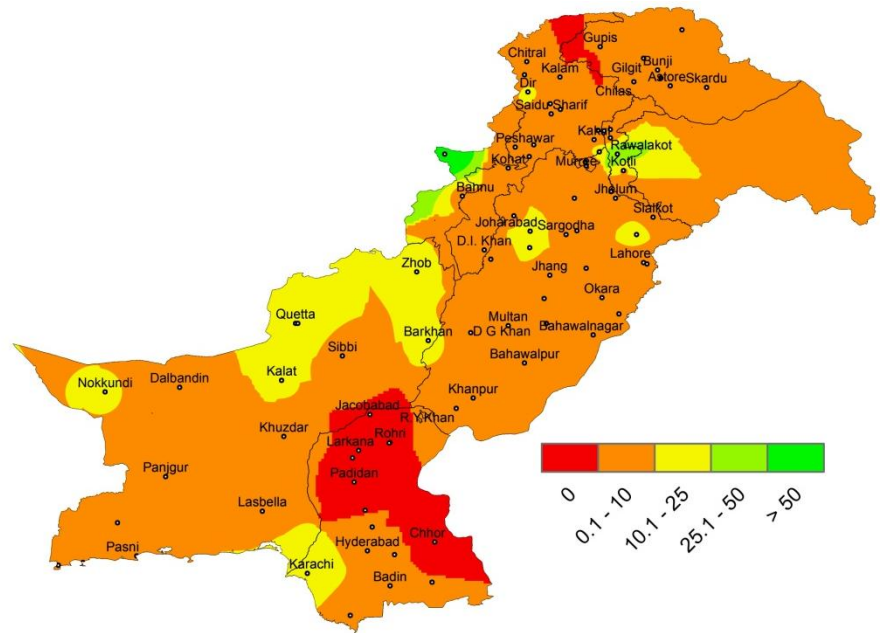 Gupis
Chitral
Bunji
Kalam
Gilgit
Astore
Skardu
Dir
Chilas
Saidu Sharif
Kakul
Peshawar
Rawalakot
Kohat
Murree
Kotli
Bannu
Jhelum
Sialkot
Joharabad
Sargodha
D.I. Khan
Lahore
Zhob
Jhang
Okara
Quetta
Multan
Barkhan
D G Khan
Bahawalnagar
Sibbi
Bahawalpur
Kalat
Nokkundi
Dalbandin
Khanpur
Jacobabad
R.Y.Khan
Khuzdar
Rohri
Larkana
Panjgur
Padidan
Lasbella
Chhor
Pasni
Hyderabad
Karachi
Badin
0
0.1 - 10
10.1 - 25
25.1 - 50
> 50